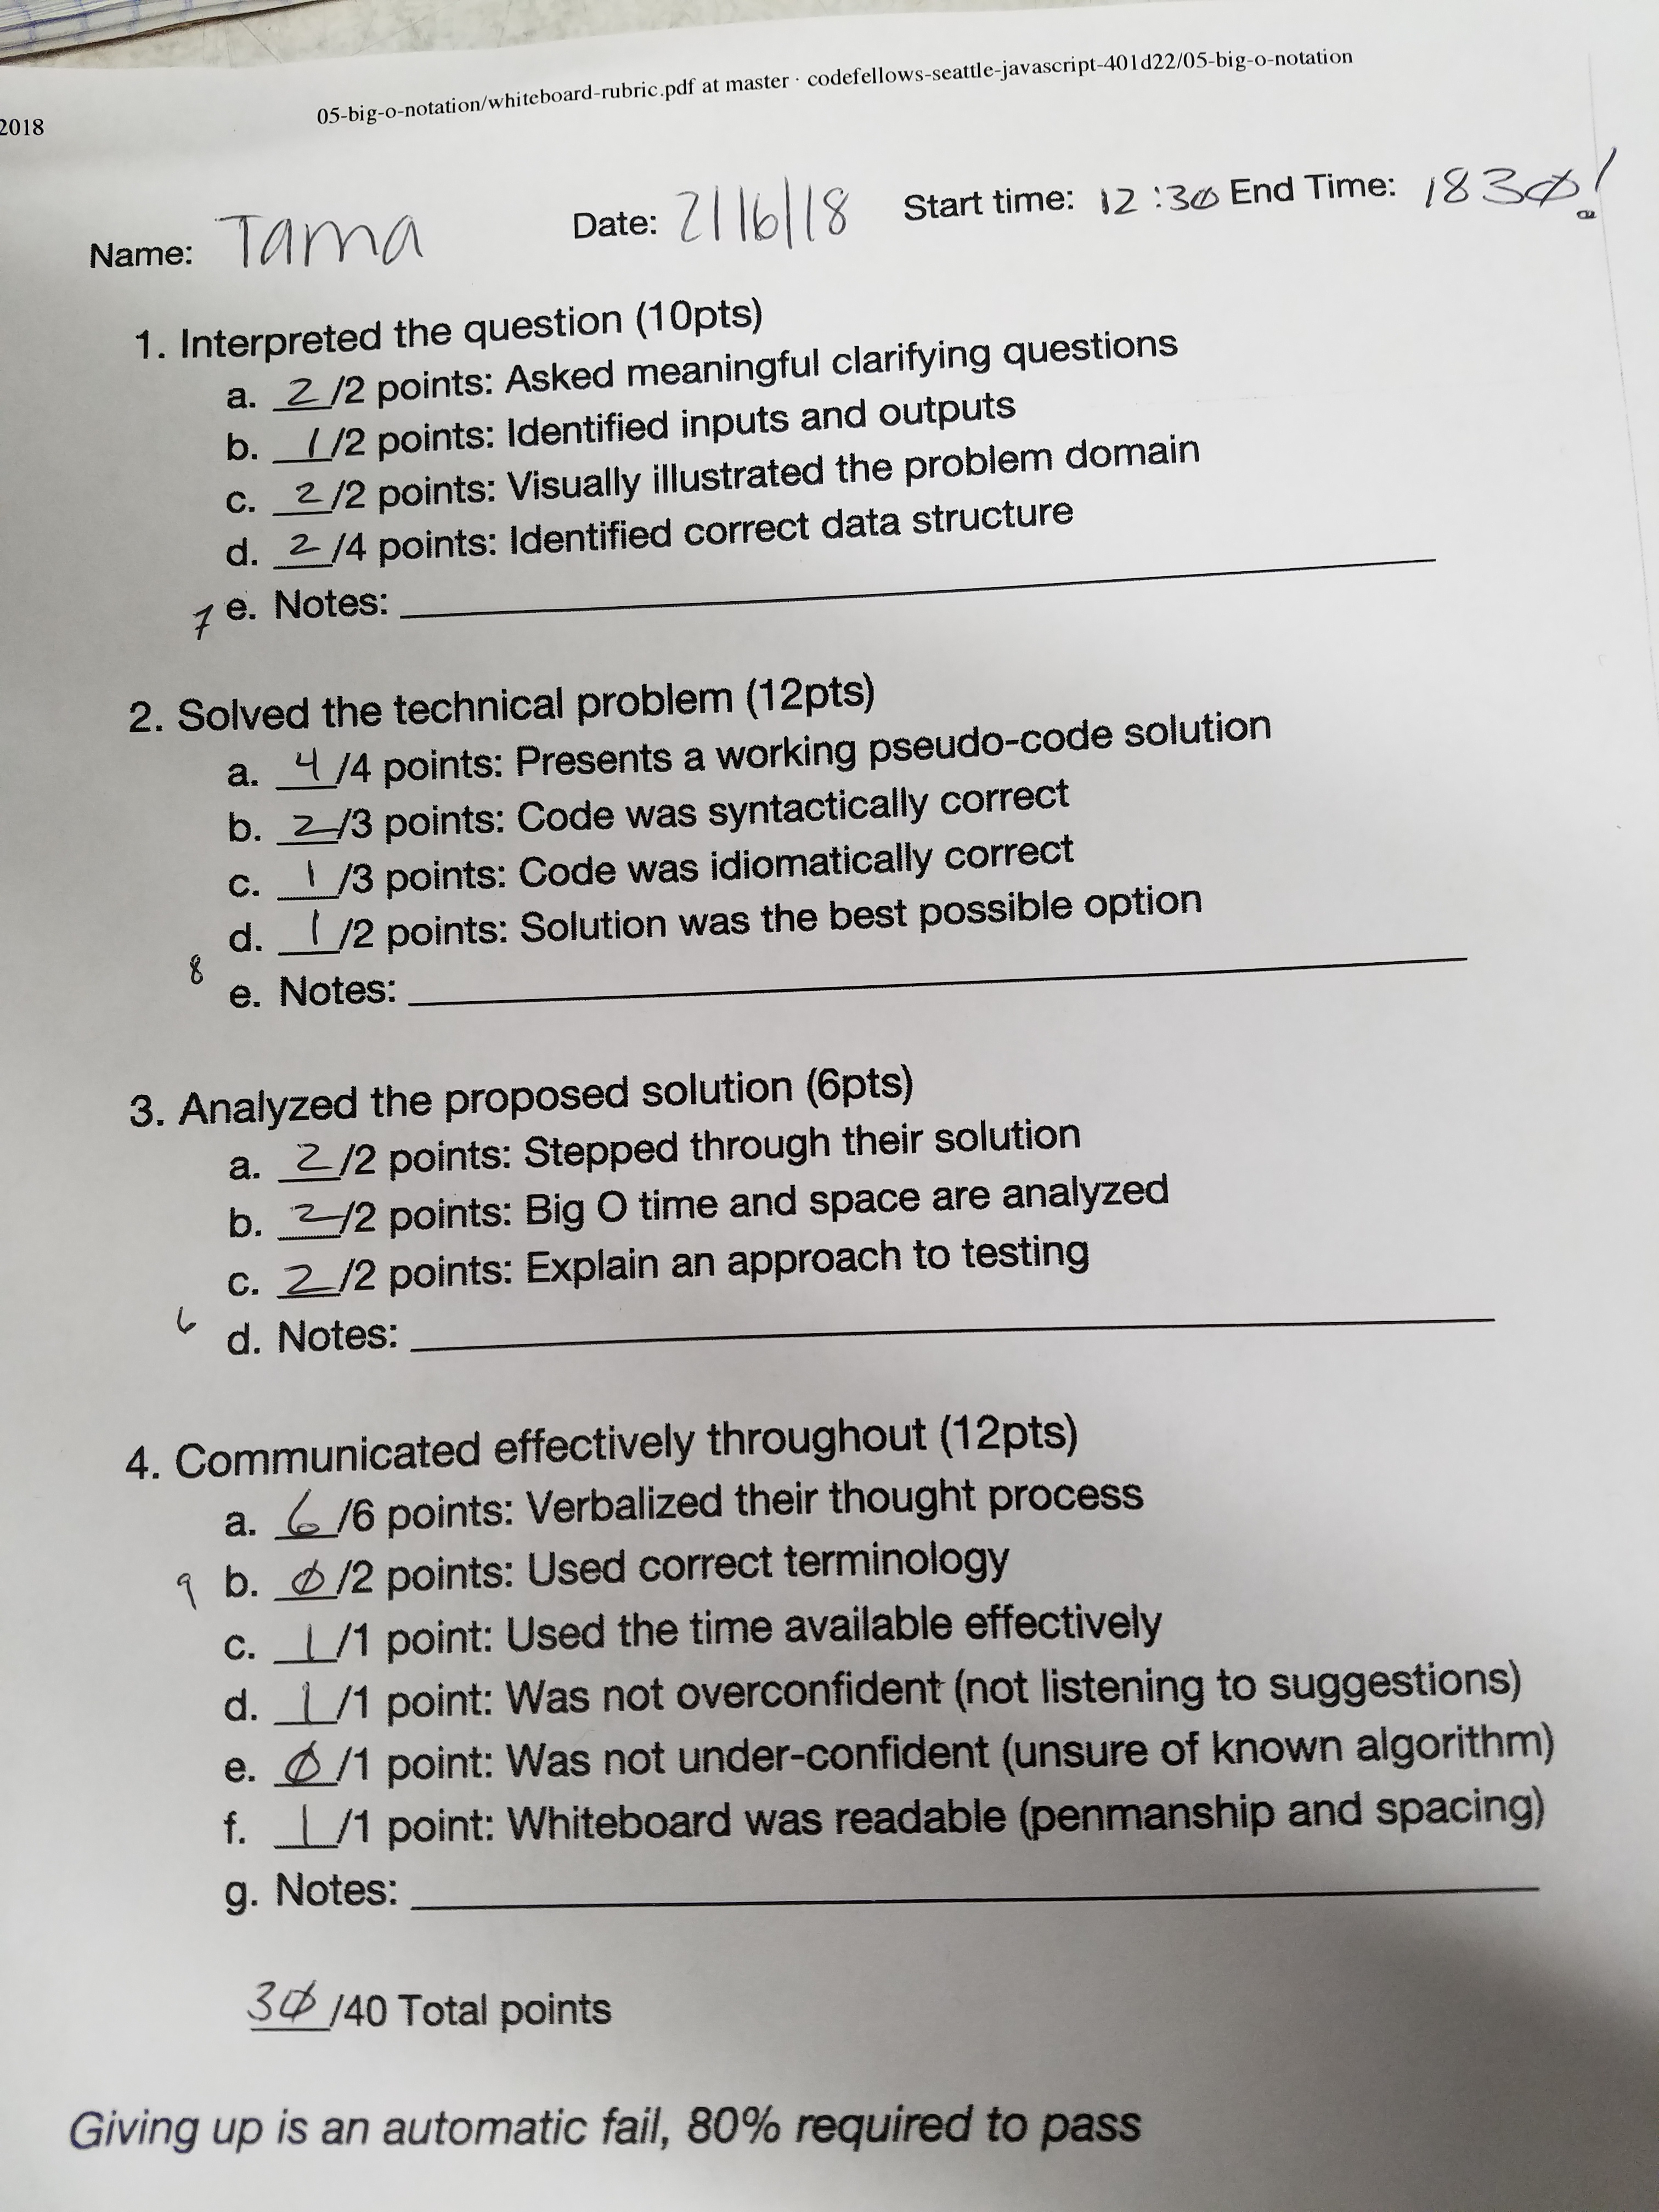 2018
05-big-o-notation/whiteboard-rubric.pdf at master · codefellows-seattle-javascript-401d22/05-big-o-notation
Name: Tama Date: 2/16/18 Start time: 12:30 End Time: 1830!
1. Interpreted the question (10pts)
a. 2/2 points: Asked meaningful clarifying questions
b. 1/2 points: Identified inputs and outputs
c. 2/2 points: Visually illustrated the problem domain
d. 2/4 points: Identified correct data structure
7 e. Notes:
2. Solved the technical problem (12pts)
a. 4/4 points: Presents a working pseudo-code solution
b. 2/3 points: Code was syntactically correct
c. 1/3 points: Code was idiomatically correct
d. 1/2 points: Solution was the best possible option
8 e. Notes:
3. Analyzed the proposed solution (6pts)
a. 2/2 points: Stepped through their solution
b. 2/2 points: Big O time and space are analyzed
c. 2/2 points: Explain an approach to testing
6 d. Notes:
4. Communicated effectively throughout (12pts)
a. 6/6 points: Verbalized their thought process
9 b. 0/2 points: Used correct terminology
c. 1/1 point: Used the time available effectively
d. 1/1 point: Was not overconfident (not listening to suggestions)
e. 0/1 point: Was not under-confident (unsure of known algorithm)
f. 1/1 point: Whiteboard was readable (penmanship and spacing)
g. Notes:
30/40 Total points
Giving up is an automatic fail, 80% required to pass